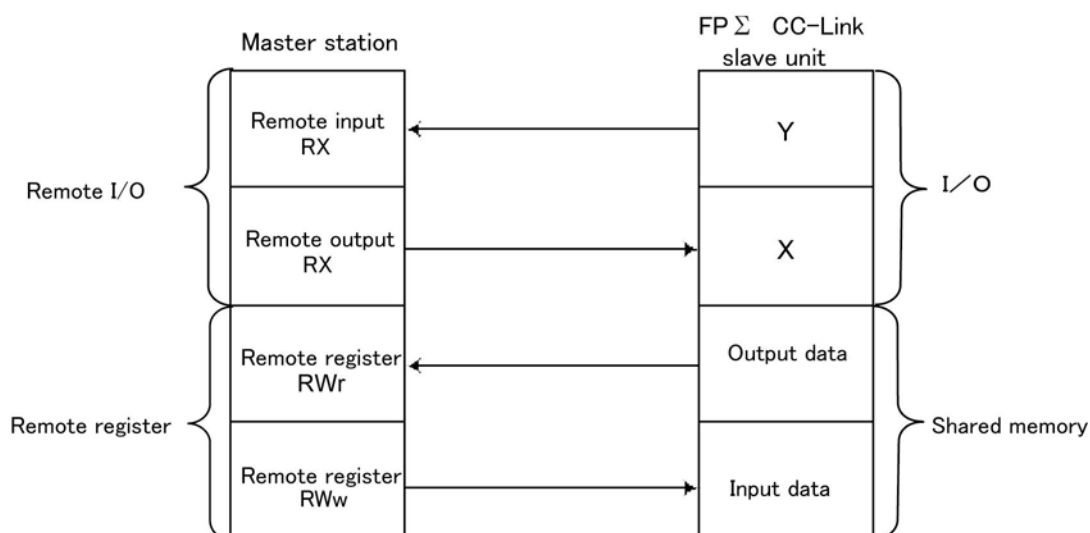 Master station
FPΣ CC-Link
slave unit
Remote I/O
Remote input
RX
Y
I/O
Remote output
RX
X
Remote register
Remote register
RWr
Output data
Shared memory
Remote register
RWw
Input data